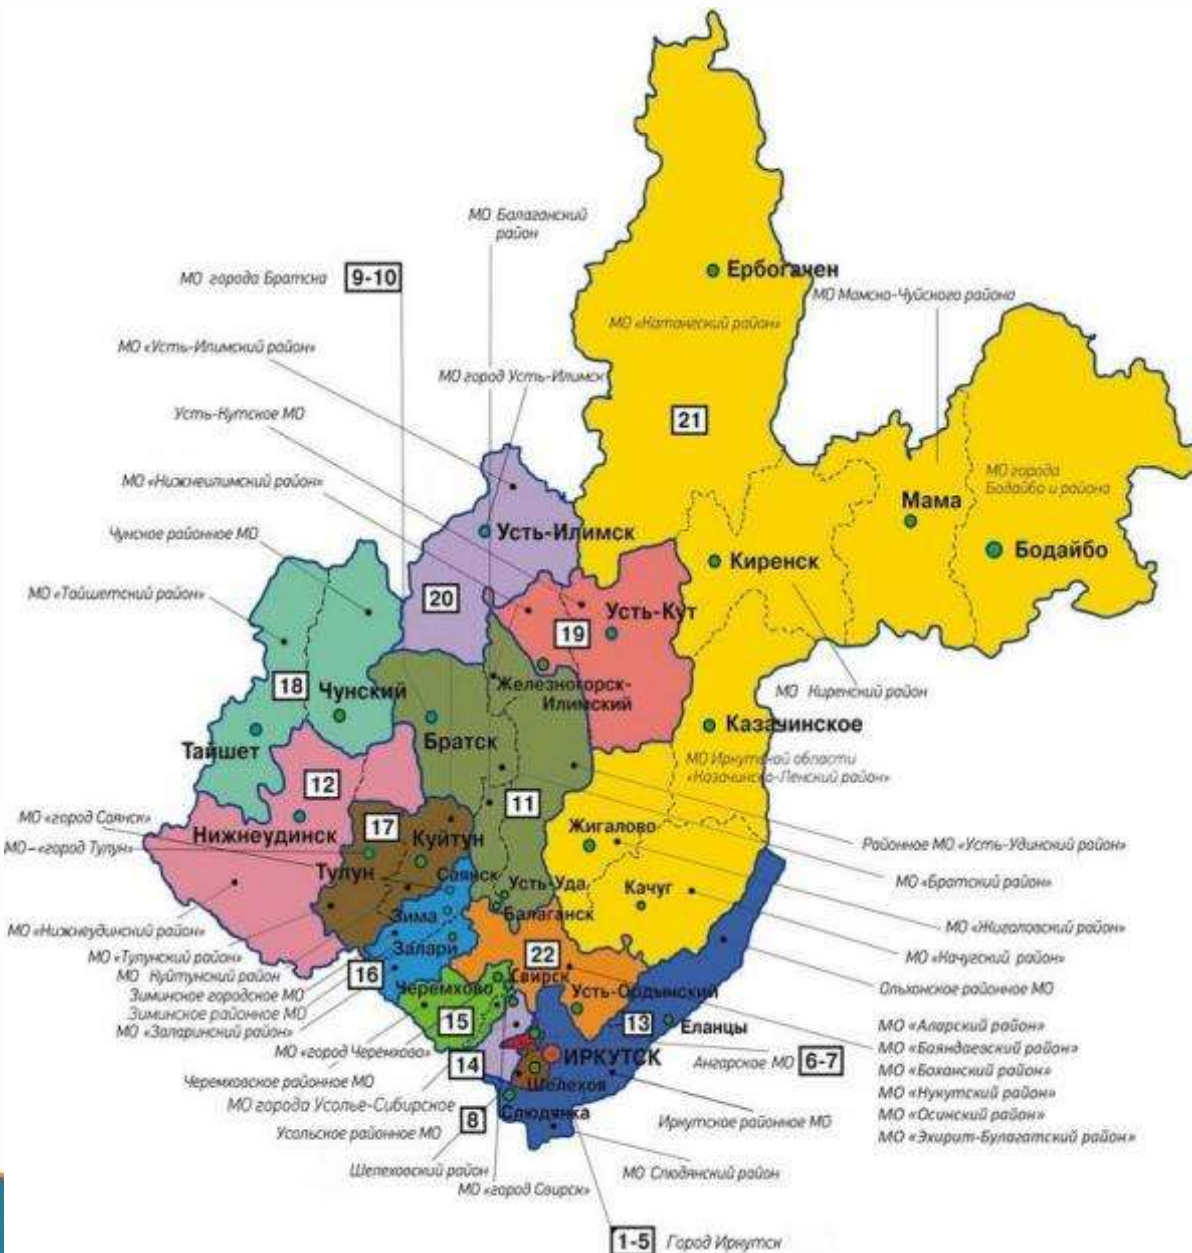 МО Балаганский
район
МО города Братска
9-10
Ербогачен
МО Мамско-Чуйского района
МО «Катангский район»
МО «Усть-Илимский район»
МО город Усть-Илимск
Усть-Кутское МО
21
МО «Нижнеилимский район»
МО города
Бодайбо и района
Мама
Усть-Илимск
Чунское районное МО
Бодайбо
Киренск
МО «Тайшетский район»
20
Усть-Кут
19
18
Чунский
Железногорск-
Илимский
МО Киренский район
Казачинское
Братск
Тайшет
МО Иркутской области
«Казачинско-Ленский район»
12
11
МО «город Саянск»
17
Жигалово
Нижнеудинск
Куйтун
МО-«город Тулун»
Районное МО «Усть-Удинский район»
Тулун
Саянск
Усть-Уда
Качуг
МО «Братский район»
Зима
Балаганск
МО «Жигаловский район»
МО «Нижнеудинский район»
Залари
МО «Тулунский район»
22
МО «Качугский район»
МО Куйтунский район
16
Свирск
Зиминское городское МО
Черемхово
Ольхонское районное МО
Усть-Ордынский
Зиминское районное МО
15
13
Еланцы
МО «Аларский район»
МО «Заларинский район»
МО «Баяндаевский район»
МО «город Черемхово»
ИРКУТСК
Ангарское МО
6-7
14
МО «Боханский район»
Черемховское районное МО
Шелехов
МО «Нукутский район»
МО города Усолье-Сибирское
Слюдянка
МО «Осинский район»
8
Иркутское районное МО
Усольское районное МО
МО «Эхирит-Булагатский район»
Шелеховский район
МО Слюдянский район
МО «город Свирск»
1-5
Город Иркутск